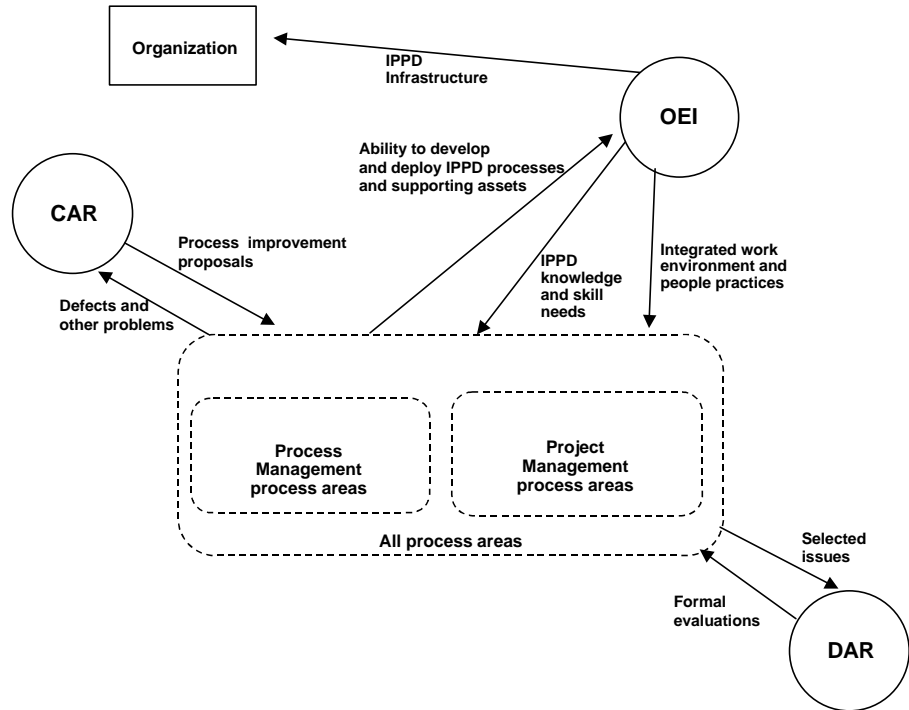 Organization
IPPD
Infrastructure
OEI
Ability to develop
and deploy IPPD processes
and supporting assets
CAR
Process improvement
proposals
IPPD
knowledge
and skill
needs
Integrated work
environment and
people practices
Defects and
other problems
Process
Management
process areas
Project
Management
process areas
All process areas
Selected
issues
Formal
evaluations
DAR